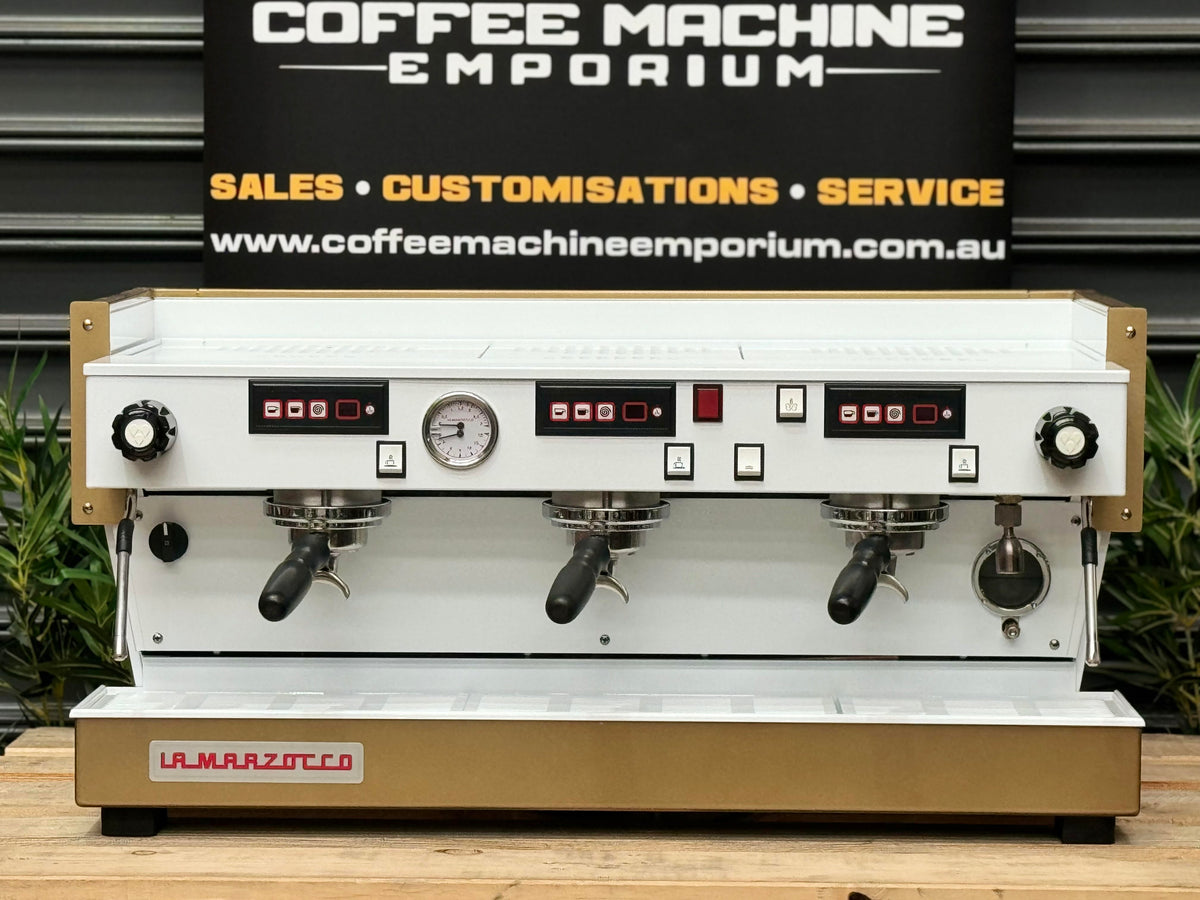 COFFEE MACHINE
EMPORIUM
SALES • CUSTOMISATIONS • SERVICE
www.coffeemachineemporium.com.au
LA MARZOCCO